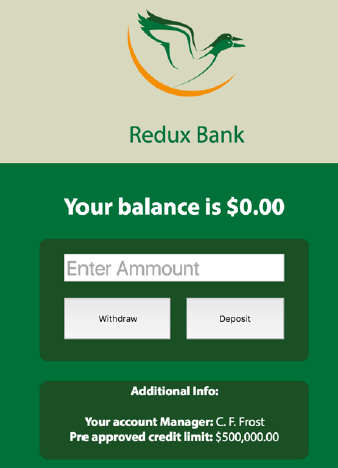 Redux Bank
Your balance is $0.00
Enter Ammount
Withdraw
Deposit
Additional Info:
Your account Manager: C. F. Frost
Pre approved credit limit: $500,000.00